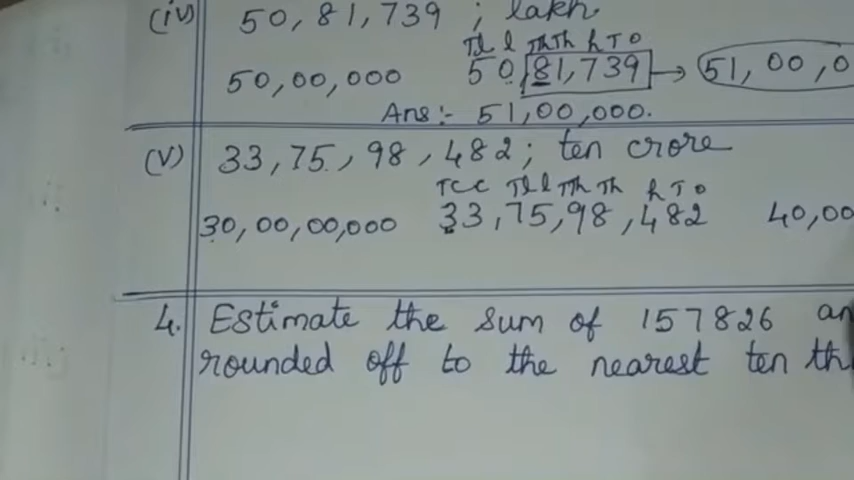 (iv) 50,81,739 ; lakh
Tl l Tth Th h T O
50,00,000 50,81,739 → 51,00,0
Ans :- 51,00,000.
(v) 33,75,98,482 ; ten crore
TC C Tl l Tth Th h T O
30,00,00,000 33,75,98,482 40,00
4. Estimate the sum of 157826 an
rounded off to the nearest ten th